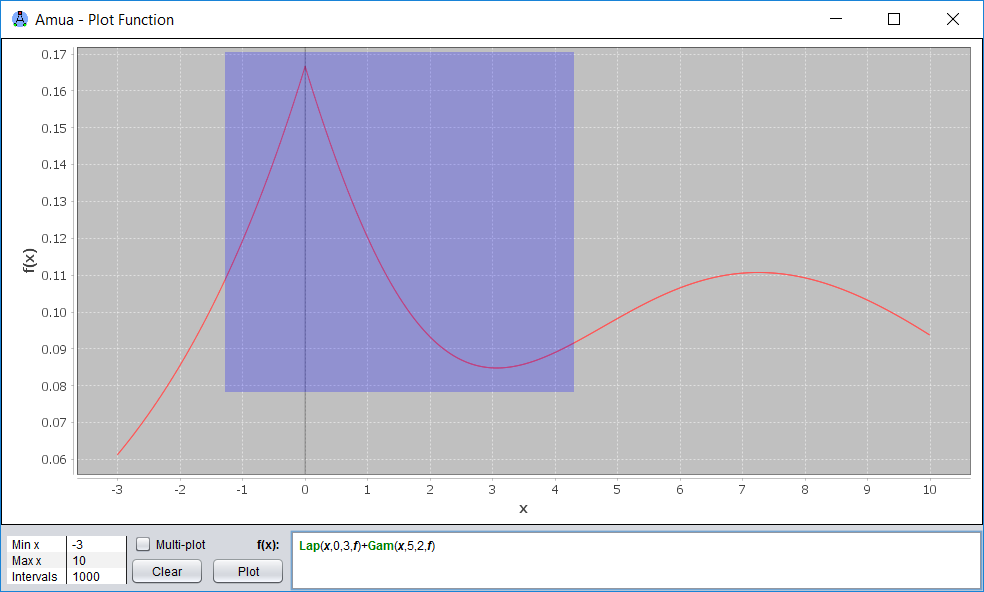 Amua - Plot Function
0.17
0.16
0.15
0.14
0.13
0.12
0.11
0.10
0.09
0.08
0.07
0.06
f(x)
-3 -2 -1 0 1 2 3 4 5 6 7 8 9 10
x
Min x -3
Max x 10
Intervals 1000
Multi-plot f(x):
Clear Plot
Lap(x,0,3,f)+Gam(x,5,2,f)